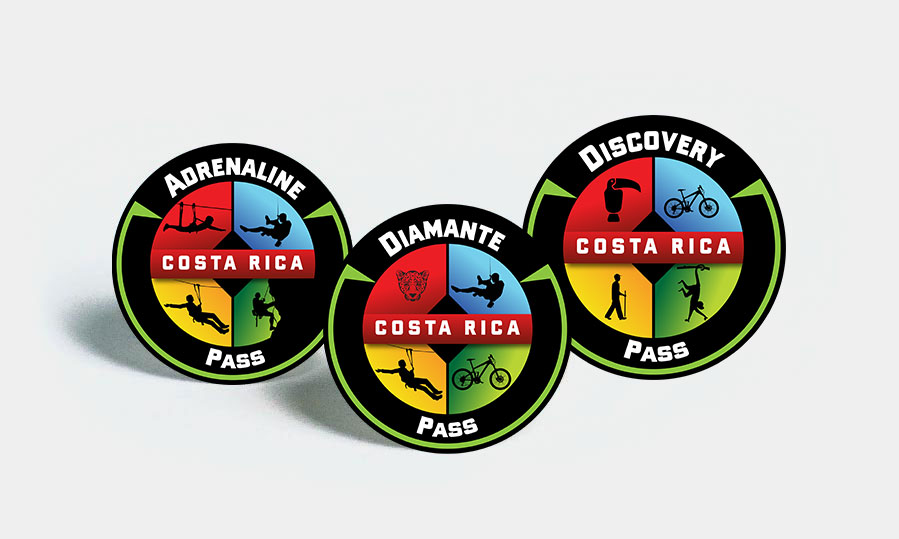 ADRENALINE
COSTA RICA
PASS
DIAMANTE
COSTA RICA
PASS
DISCOVERY
COSTA RICA
PASS